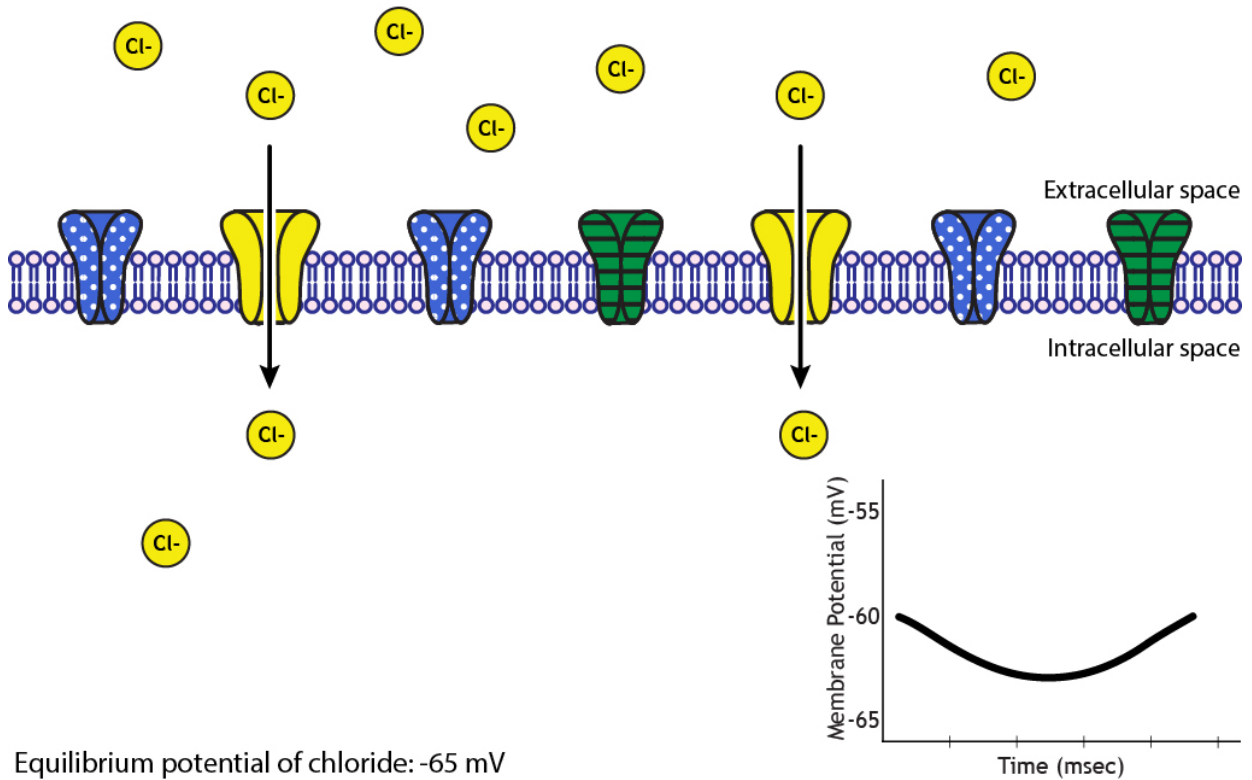 Cl-
Cl-
Cl-
Cl-
Cl-
Cl-
Cl-
Extracellular space
Intracellular space
Cl-
Cl-
Cl-
Membrane Potential (mV)
-55
-60
-65
Time (msec)
Equilibrium potential of chloride: -65 mV